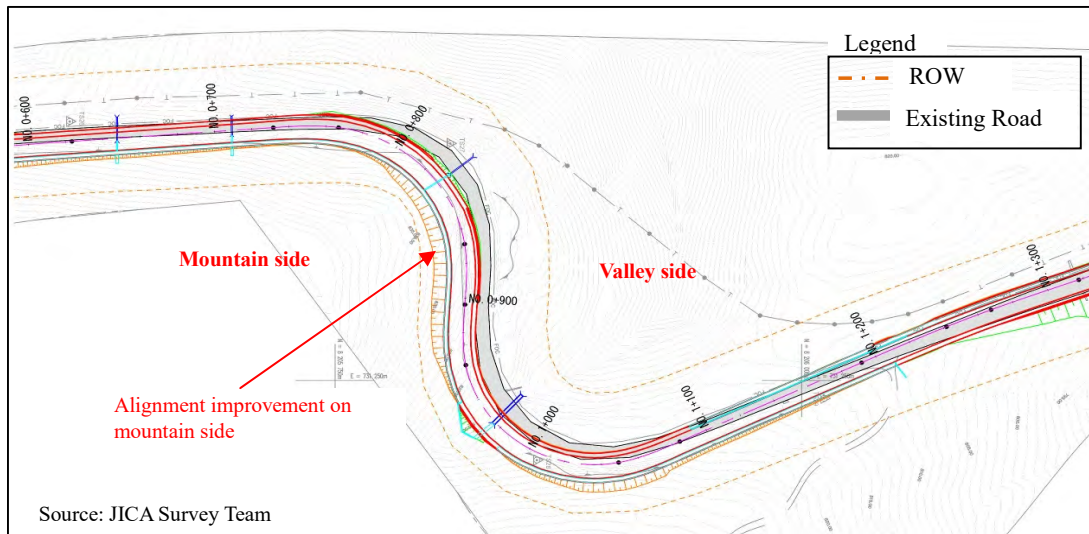 Legend
ROW
Existing Road
NO. 0+600
NO. 0+700
NO. 0+800
Mountain side
Valley side
NO. 0+900
NO. 1+300
NO. 1+200
E = 731 250m
Alignment improvement on
mountain side
NO. 1+100
NO. 1+000
Source: JICA Survey Team